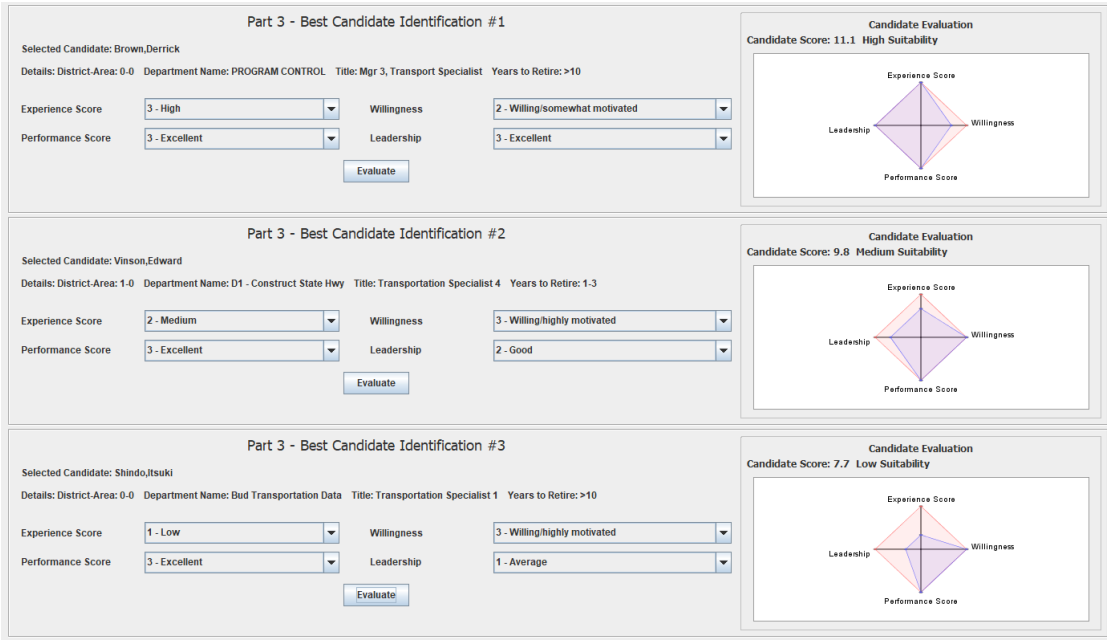 Part 3 - Best Candidate Identification #1
Selected Candidate: Brown,Derrick
Details: District-Area: 0-0 Department Name: PROGRAM CONTROL Title: Mgr 3, Transport Specialist Years to Retire: >10
Experience Score 3 - High Willingness 2 - Willing/somewhat motivated
Performance Score 3 - Excellent Leadership 3 - Excellent
Evaluate
Candidate Evaluation
Candidate Score: 11.1 High Suitability
Experience Score
Leadership Willingness
Performance Score
Part 3 - Best Candidate Identification #2
Selected Candidate: Vinson,Edward
Details: District-Area: 1-0 Department Name: D1 - Construct State Hwy Title: Transportation Specialist 4 Years to Retire: 1-3
Experience Score 2 - Medium Willingness 3 - Willing/highly motivated
Performance Score 3 - Excellent Leadership 2 - Good
Evaluate
Candidate Evaluation
Candidate Score: 9.8 Medium Suitability
Experience Score
Leadership Willingness
Performance Score
Part 3 - Best Candidate Identification #3
Selected Candidate: Shindo,Itsuki
Details: District-Area: 0-0 Department Name: Bud Transportation Data Title: Transportation Specialist 1 Years to Retire: >10
Experience Score 1 - Low Willingness 3 - Willing/highly motivated
Performance Score 3 - Excellent Leadership 1 - Average
Evaluate
Candidate Evaluation
Candidate Score: 7.7 Low Suitability
Experience Score
Leadership Willingness
Performance Score